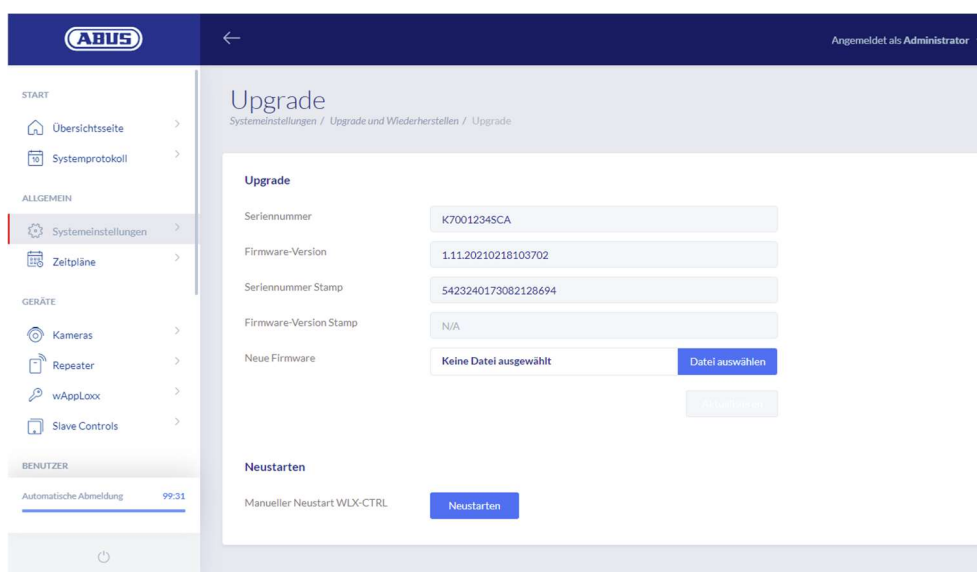 ABUS
Angemeldet als Administrator
START
Übersichtsseite
Systemprotokoll
ALLGEMEIN
Systemeinstellungen
Zeitpläne
GERÄTE
Kameras
Repeater
wAppLoxx
Slave Controls
BENUTZER
Automatische Abmeldung 99:31
Upgrade
Systemeinstellungen / Upgrade und Wiederherstellen / Upgrade
Upgrade
Seriennummer K7001234SCA
Firmware-Version 1.11.20210218103702
Seriennummer Stamp 5423240173082128694
Firmware-Version Stamp N/A
Neue Firmware Keine Datei ausgewählt Datei auswählen
Neustarten
Manueller Neustart WLX-CTRL Neustarten